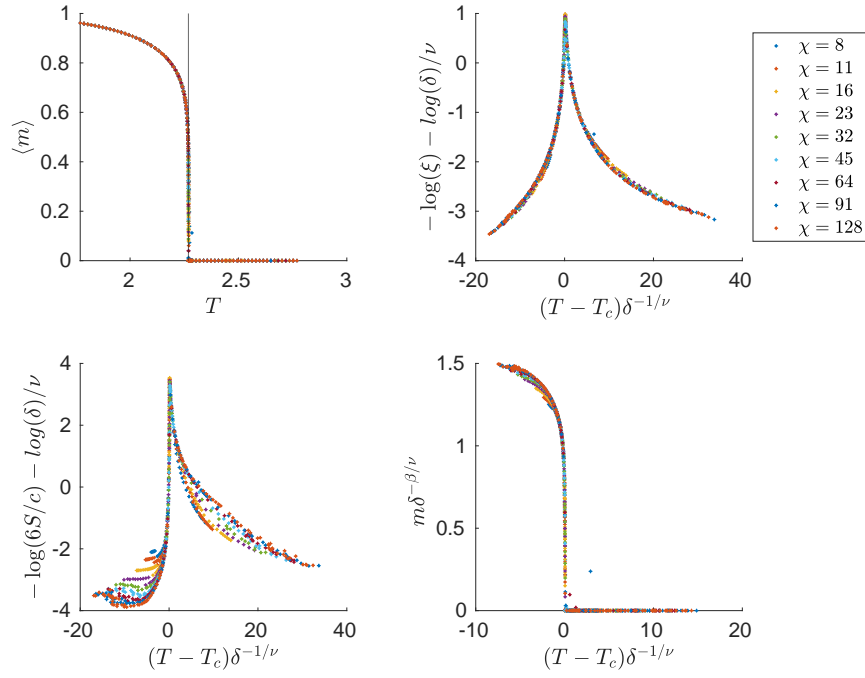 1
0.8
0.6
0.4
0.2
0
⟨m⟩
2
2.5
3
T
1
0
-1
-2
-3
-4
− log(ξ) − log(δ)/ν
-20
0
20
40
(T − T_c)δ^{−1/ν}
χ = 8
χ = 11
χ = 16
χ = 23
χ = 32
χ = 45
χ = 64
χ = 91
χ = 128
4
2
0
-2
-4
− log(6S/c) − log(δ)/ν
-20
0
20
40
(T − T_c)δ^{−1/ν}
1.5
1
0.5
0
mδ^{−β/ν}
-10
0
10
20
(T − T_c)δ^{−1/ν}